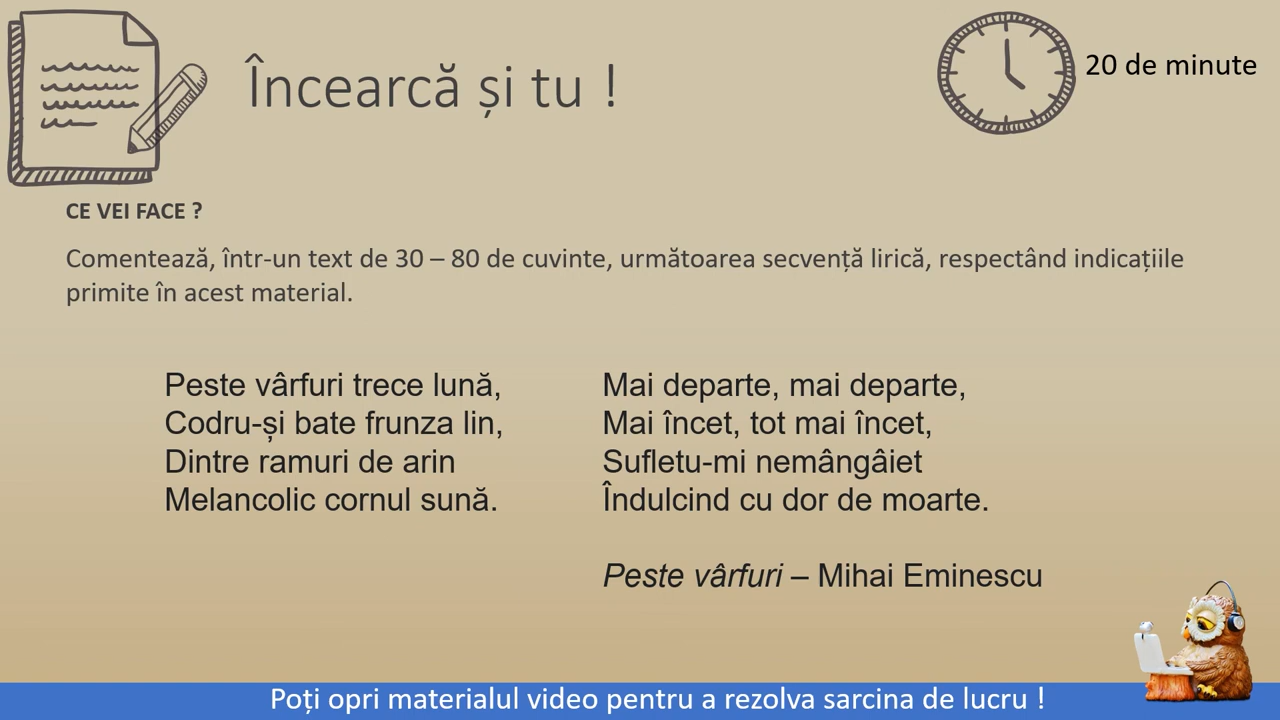 Încearcă și tu !
20 de minute
CE VEI FACE ?
Comentează, într-un text de 30 – 80 de cuvinte, următoarea secvență lirică, respectând indicațiile
primite în acest material.
Peste vârfuri trece lună,
Codru-și bate frunza lin,
Dintre ramuri de arin
Melancolic cornul sună.
Mai departe, mai departe,
Mai încet, tot mai încet,
Sufletu-mi nemângâiet
Îndulcind cu dor de moarte.
Peste vârfuri – Mihai Eminescu
Poți opri materialul video pentru a rezolva sarcina de lucru !